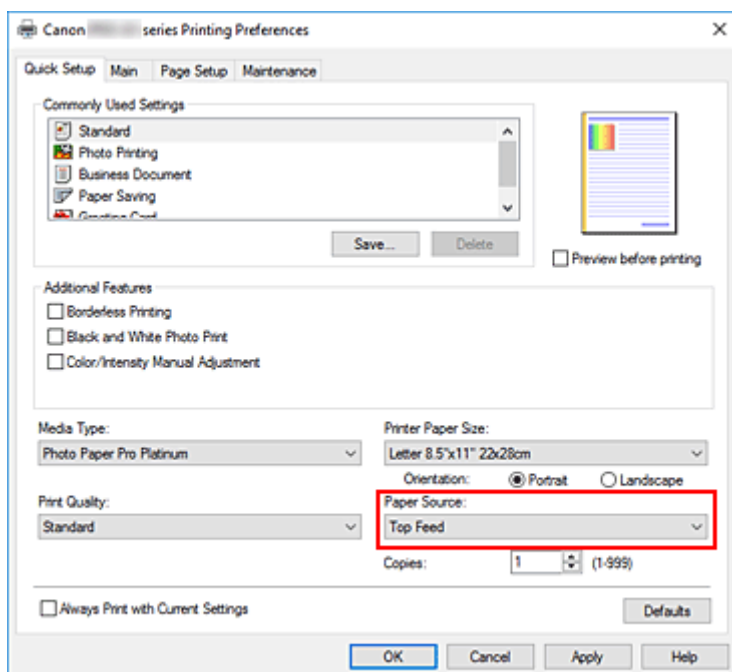 Canon series Printing Preferences
Quick Setup Main Page Setup Maintenance
Commonly Used Settings
Standard
Photo Printing
Business Document
Paper Saving
Greeting Card
Save... Delete
Preview before printing
Additional Features
Borderless Printing
Black and White Photo Print
Color/Intensity Manual Adjustment
Media Type: Printer Paper Size:
Photo Paper Pro Platinum Letter 8.5"x11" 22x28cm
Orientation: Portrait Landscape
Print Quality: Paper Source:
Standard Top Feed
Copies: 1 (1-999)
Always Print with Current Settings Defaults
OK Cancel Apply Help